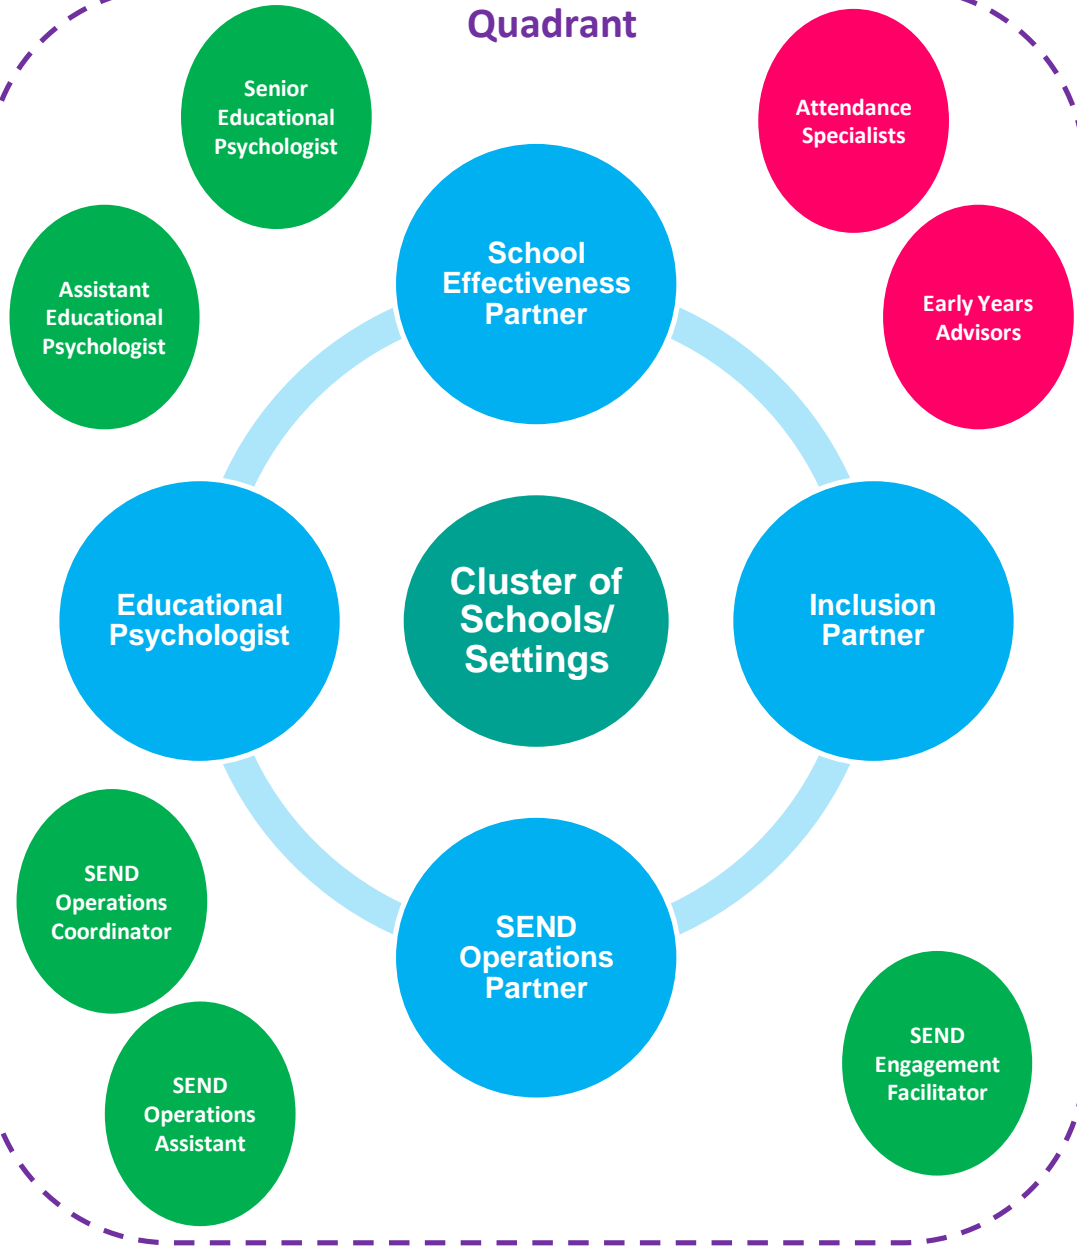 Quadrant
Senior
Educational
Psychologist
Attendance
Specialists
School
Effectiveness
Partner
Assistant
Educational
Psychologist
Early Years
Advisors
Educational
Psychologist
Cluster of
Schools/
Settings
Inclusion
Partner
SEND
Operations
Coordinator
SEND
Operations
Partner
SEND
Operations
Assistant
SEND
Engagement
Facilitator